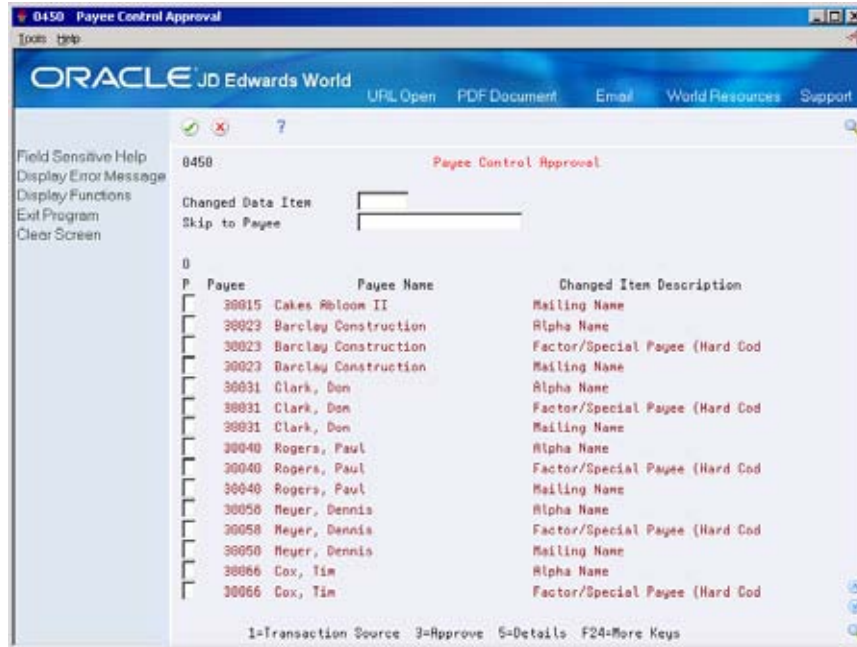 0450 Payee Control Approval
Tools Help
ORACLE JD Edwards World
URL Open PDF Document Email World Resources Support
?
Field Sensitive Help
Display Error Message
Display Functions
Exit Program
Clear Screen
0450 Payee Control Approval
Changed Data Item
Skip to Payee
O
P Payee Payee Name Changed Item Description
30015 Cakes Abloom II Mailing Name
30023 Barclay Construction Alpha Name
30023 Barclay Construction Factor/Special Payee (Hard Cod
30023 Barclay Construction Mailing Name
30031 Clark, Don Alpha Name
30031 Clark, Don Factor/Special Payee (Hard Cod
30031 Clark, Don Mailing Name
30040 Rogers, Paul Alpha Name
30040 Rogers, Paul Factor/Special Payee (Hard Cod
30040 Rogers, Paul Mailing Name
30058 Meyer, Dennis Alpha Name
30058 Meyer, Dennis Factor/Special Payee (Hard Cod
30058 Meyer, Dennis Mailing Name
30066 Cox, Tim Alpha Name
30066 Cox, Tim Factor/Special Payee (Hard Cod
1=Transaction Source 3=Approve 5=Details F24=More Keys